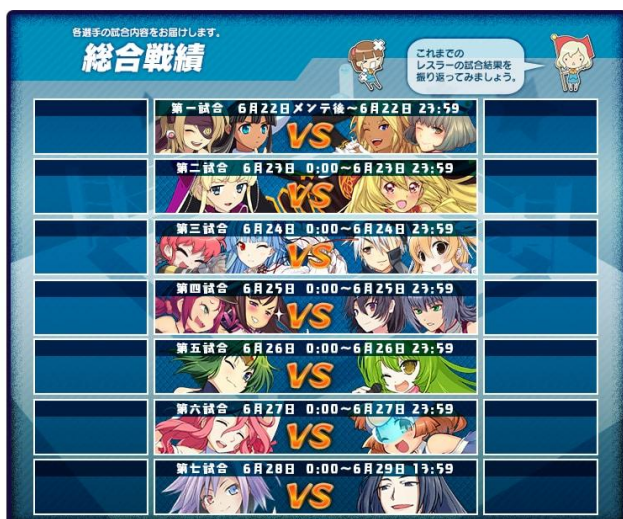 各選手の試合内容をお届けします。
総合戦績
これまでの
レスラーの試合結果を
振り返ってみましょう。
第一試合 6月22日メンテ後～6月22日 23:59
VS
第二試合 6月23日 0:00～6月23日 23:59
VS
第三試合 6月24日 0:00～6月24日 23:59
VS
第四試合 6月25日 0:00～6月25日 23:59
VS
第五試合 6月26日 0:00～6月26日 23:59
VS
第六試合 6月27日 0:00～6月27日 23:59
VS
第七試合 6月28日 0:00～6月29日 13:59
VS